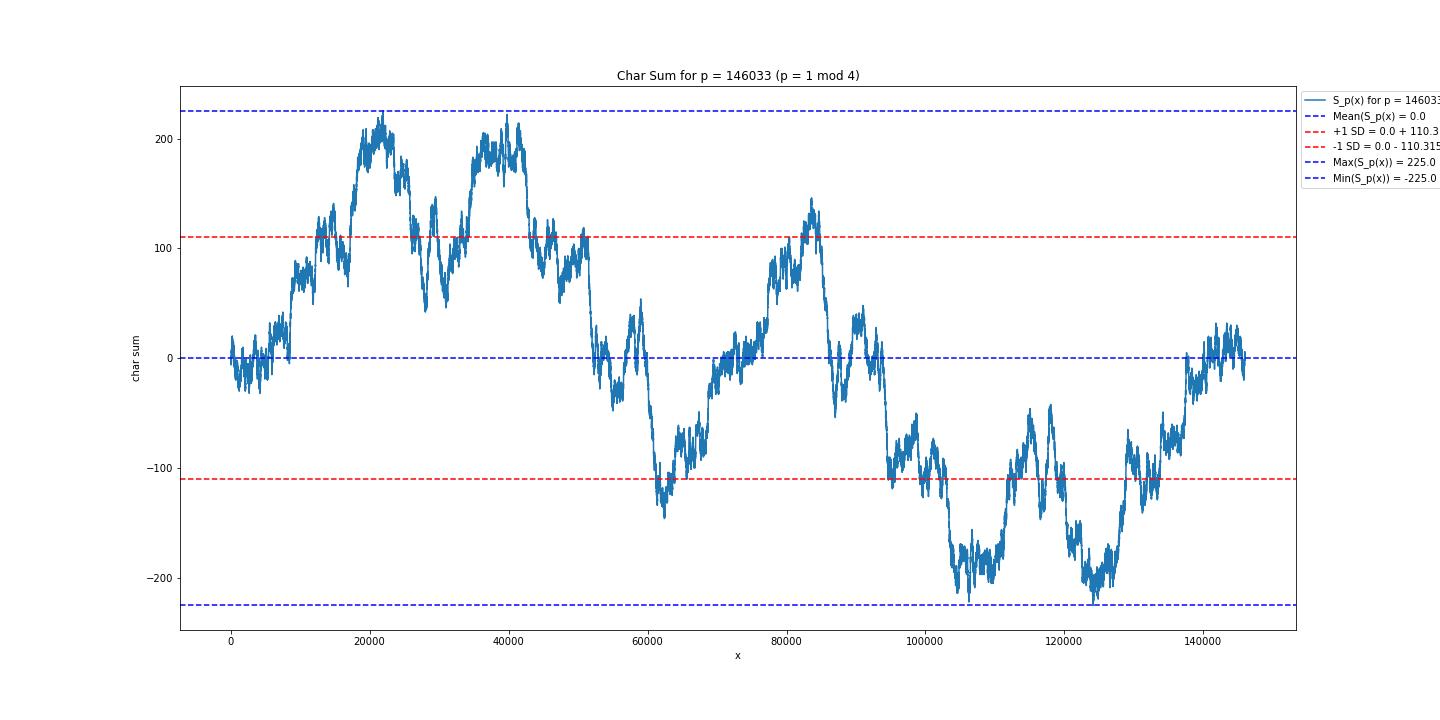 Char Sum for p = 146033 (p = 1 mod 4)
S_p(x) for p = 146033
Mean(S_p(x) = 0.0
+1 SD = 0.0 + 110.3
-1 SD = 0.0 - 110.315
Max(S_p(x)) = 225.0
Min(S_p(x)) = -225.0
200
100
0
−100
−200
char sum
0
20000
40000
60000
80000
100000
120000
140000
x